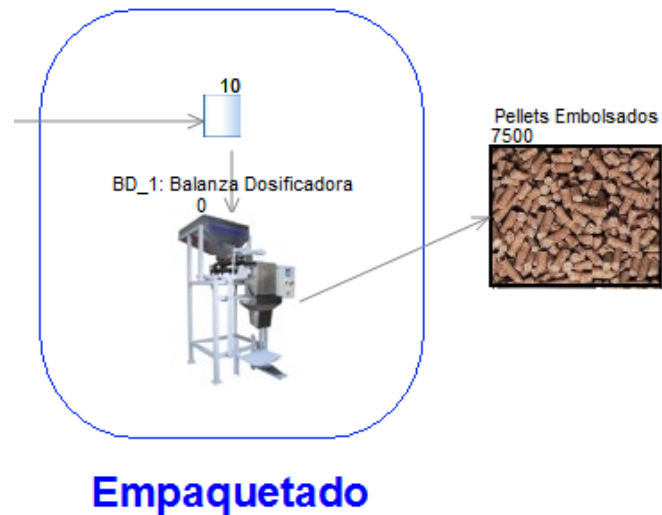 10
BD_1: Balanza Dosificadora
0
Pellets Embolsados
7500
Empaquetado